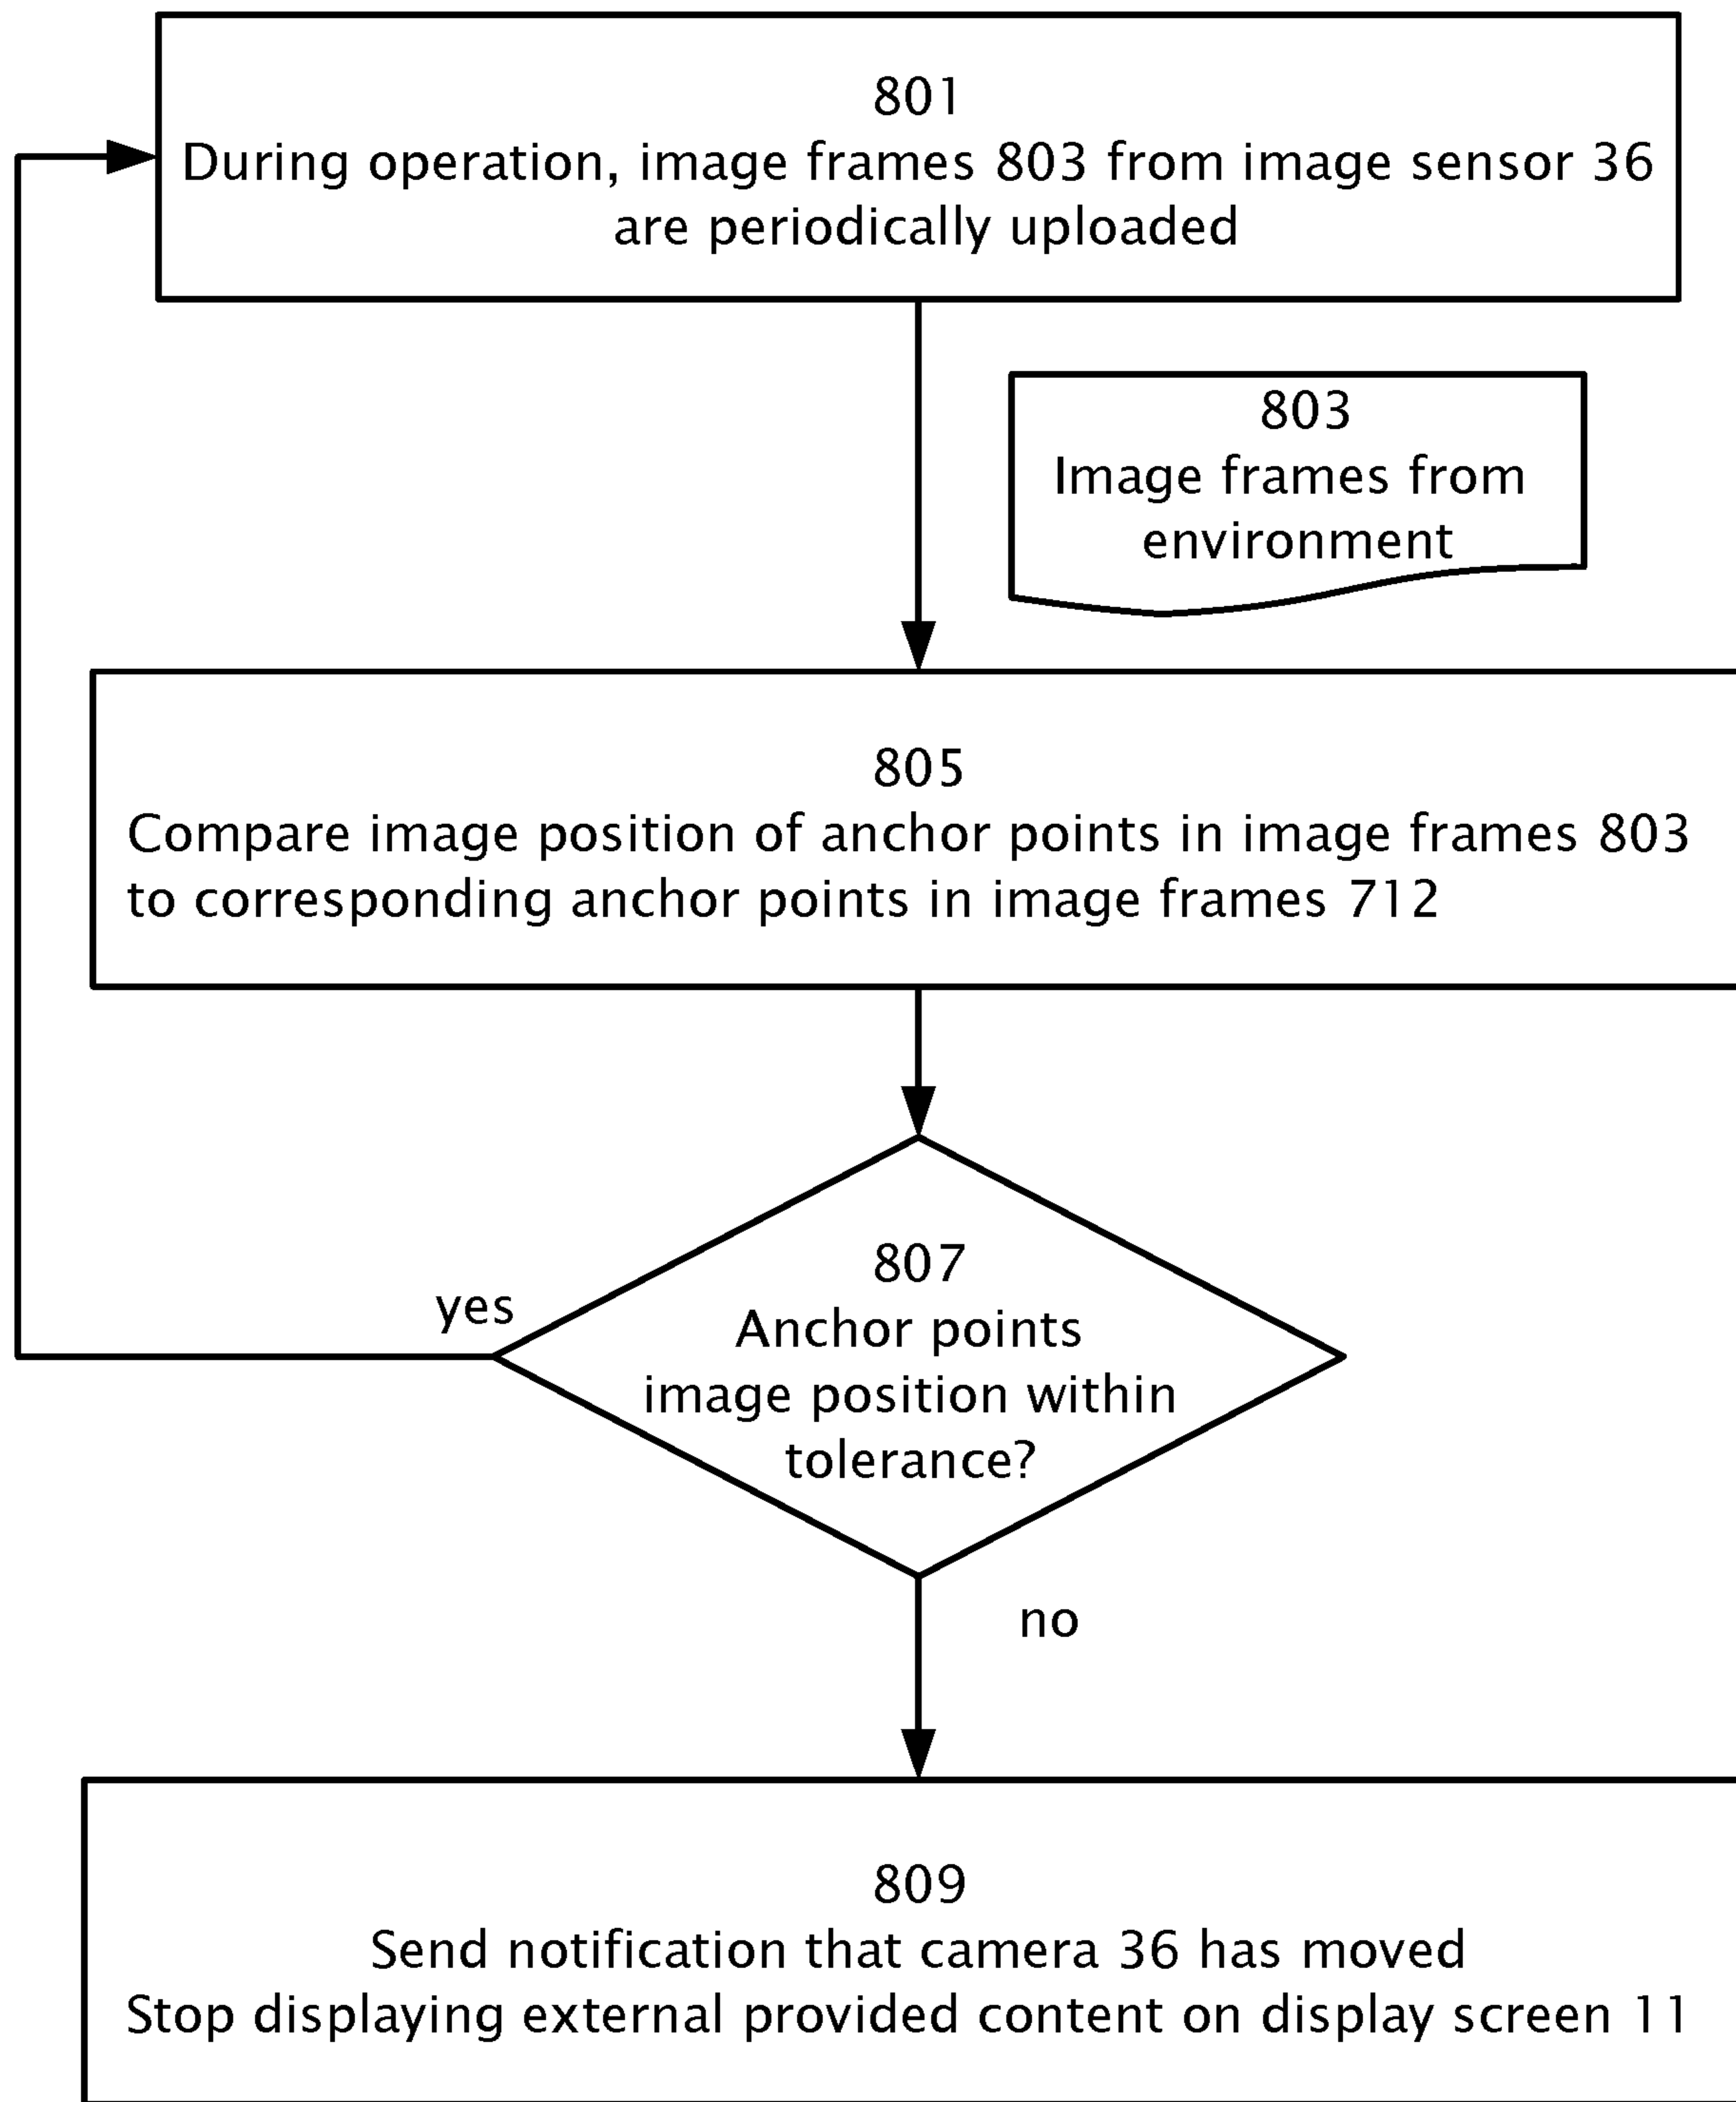 801
During operation, image frames 803 from image sensor 36
are periodically uploaded
803
Image frames from
environment
805
Compare image position of anchor points in image frames 803
to corresponding anchor points in image frames 712
807
Anchor points
image position within
tolerance?
yes
no
809
Send notification that camera 36 has moved
Stop displaying external provided content on display screen 11